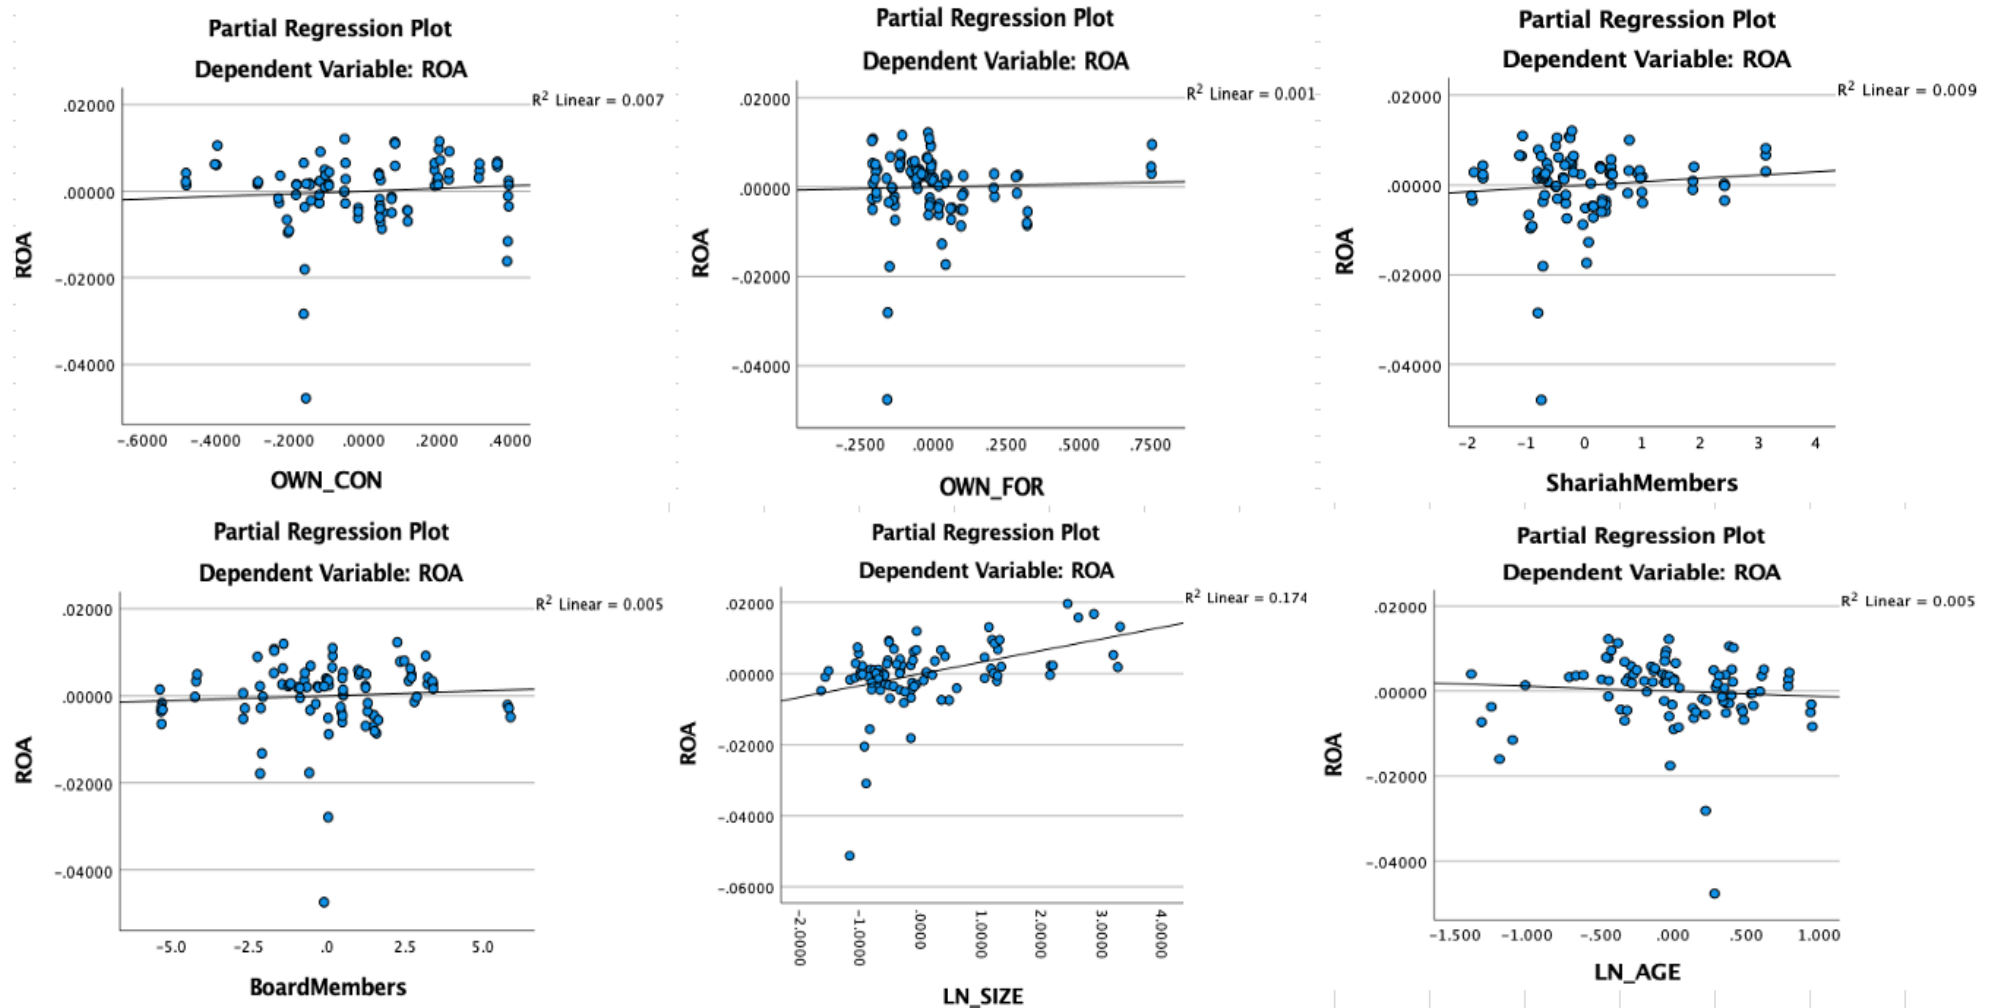 Partial Regression Plot
Dependent Variable: ROA
R² Linear = 0.007
.02000
.00000
-.02000
-.04000
ROA
-.6000 -.4000 -.2000 .0000 .2000 .4000
OWN_CON
Partial Regression Plot
Dependent Variable: ROA
R² Linear = 0.001
.02000
.00000
-.02000
-.04000
ROA
-.2500 .0000 .2500 .5000 .7500
OWN_FOR
Partial Regression Plot
Dependent Variable: ROA
R² Linear = 0.009
.02000
.00000
-.02000
-.04000
ROA
-2 -1 0 1 2 3 4
ShariahMembers
Partial Regression Plot
Dependent Variable: ROA
R² Linear = 0.005
.02000
.00000
-.02000
-.04000
ROA
-5.0 -2.5 .0 2.5 5.0
BoardMembers
Partial Regression Plot
Dependent Variable: ROA
R² Linear = 0.174
.02000
.00000
-.02000
-.04000
-.06000
ROA
-2.0000 -1.0000 .0000 1.0000 2.0000 3.0000 4.0000
LN_SIZE
Partial Regression Plot
Dependent Variable: ROA
R² Linear = 0.005
.02000
.00000
-.02000
-.04000
ROA
-1.500 -1.000 -.500 .000 .500 1.000
LN_AGE